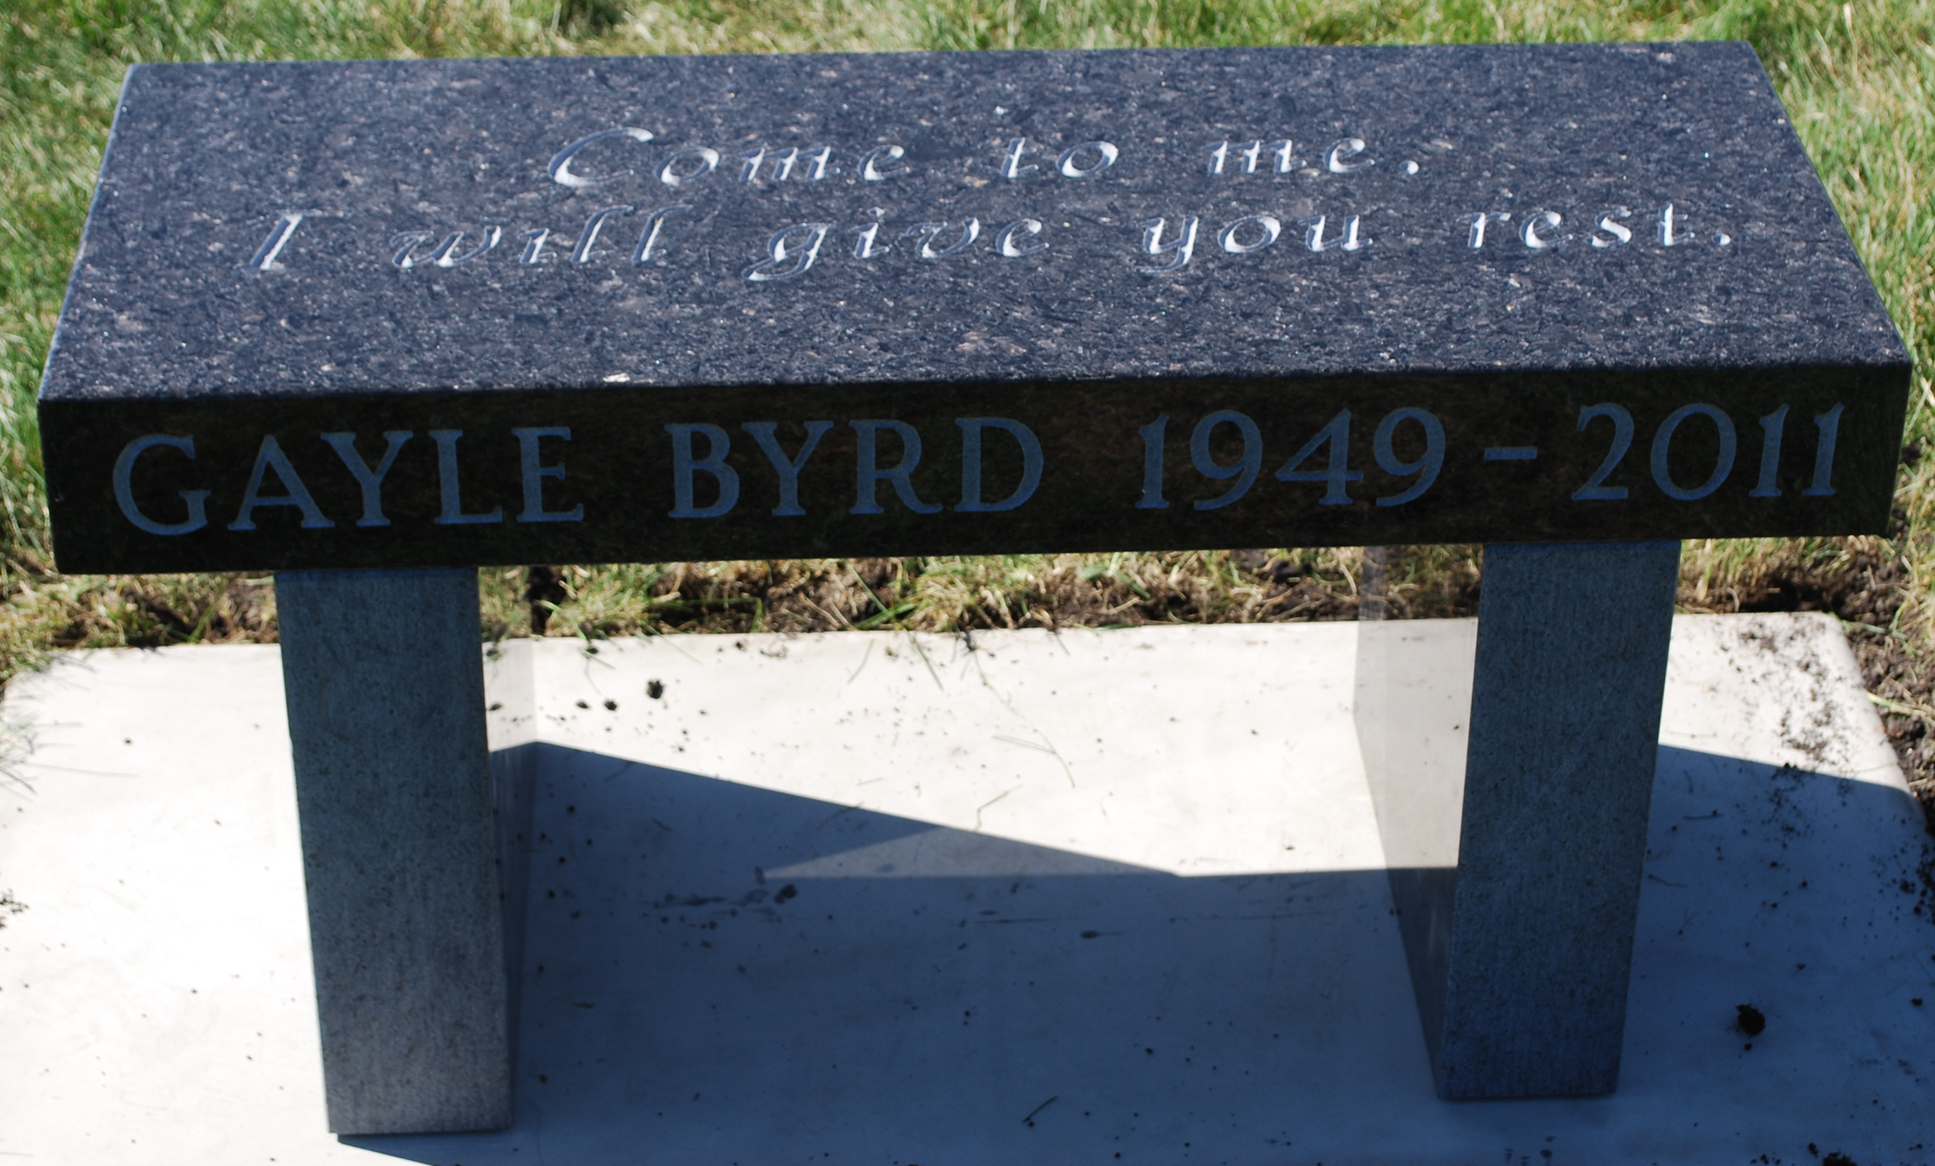 Come to me.
I will give you rest.
GAYLE BYRD 1949-2011